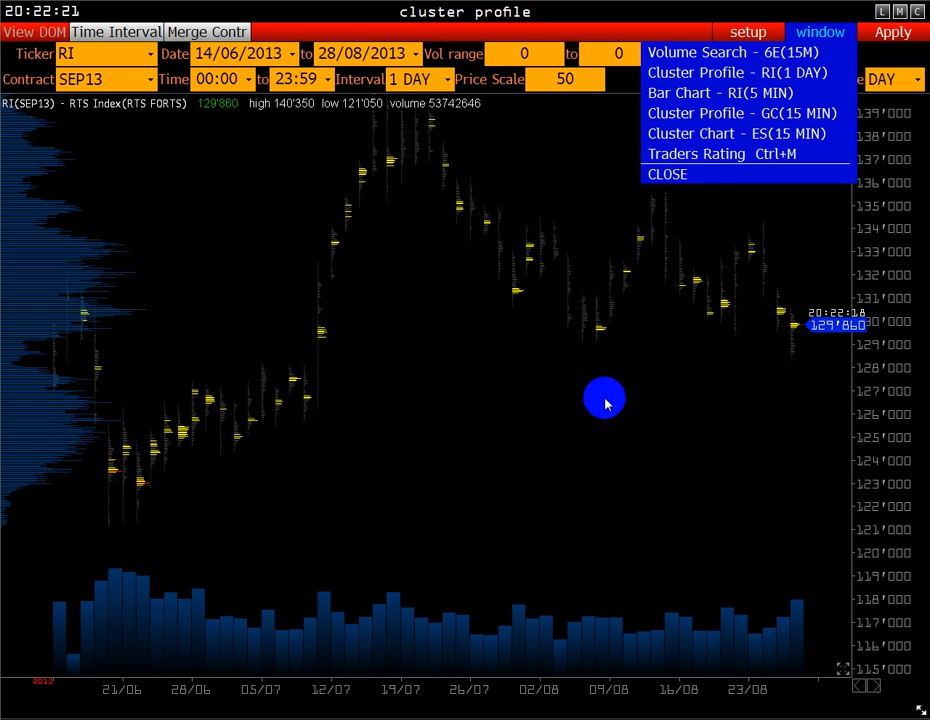 20:22:21
cluster profile
L M C
View DOM Time Interval Merge Contr setup window Apply
Ticker RI Date 14/06/2013 to 28/08/2013 Vol range 0 to 0
Contract SEP13 Time 00:00 to 23:59 Interval 1 DAY Price Scale 50 DAY
Volume Search - 6E(15M)
Cluster Profile - RI(1 DAY)
Bar Chart - RI(5 MIN)
Cluster Profile - GC(15 MIN)
Cluster Chart - ES(15 MIN)
Traders Rating Ctrl+M
CLOSE
RI(SEP13) - RTS Index(RTS FORTS) 129'860 high 140'350 low 121'050 volume 53742646
139'000
138'000
137'000
136'000
135'000
134'000
133'000
132'000
131'000
20:22:18
130'000
129'860
129'000
128'000
127'000
126'000
125'000
124'000
123'000
122'000
121'000
120'000
119'000
118'000
117'000
116'000
115'000
2013
21/06 28/06 05/07 12/07 19/07 26/07 02/08 09/08 16/08 23/08